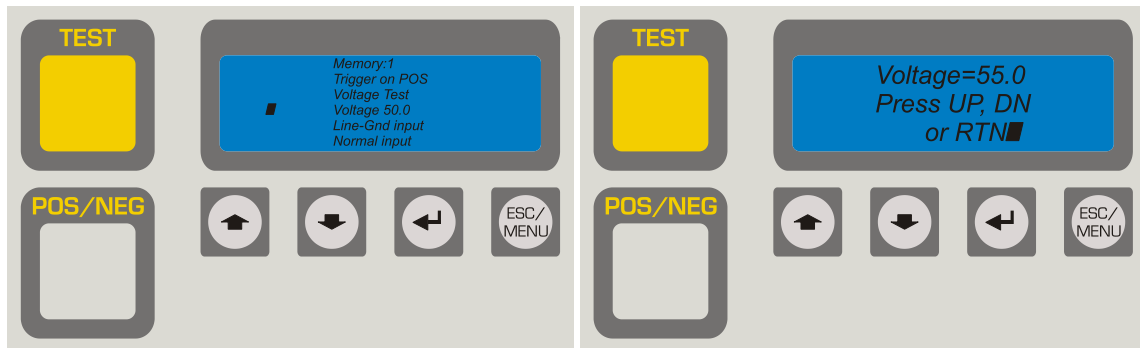 TEST
Memory:1
Trigger on POS
Voltage Test
Voltage 50.0
Line-Gnd input
Normal input
POS/NEG
ESC/
MENU
TEST
Voltage=55.0
Press UP, DN
or RTN
POS/NEG
ESC/
MENU